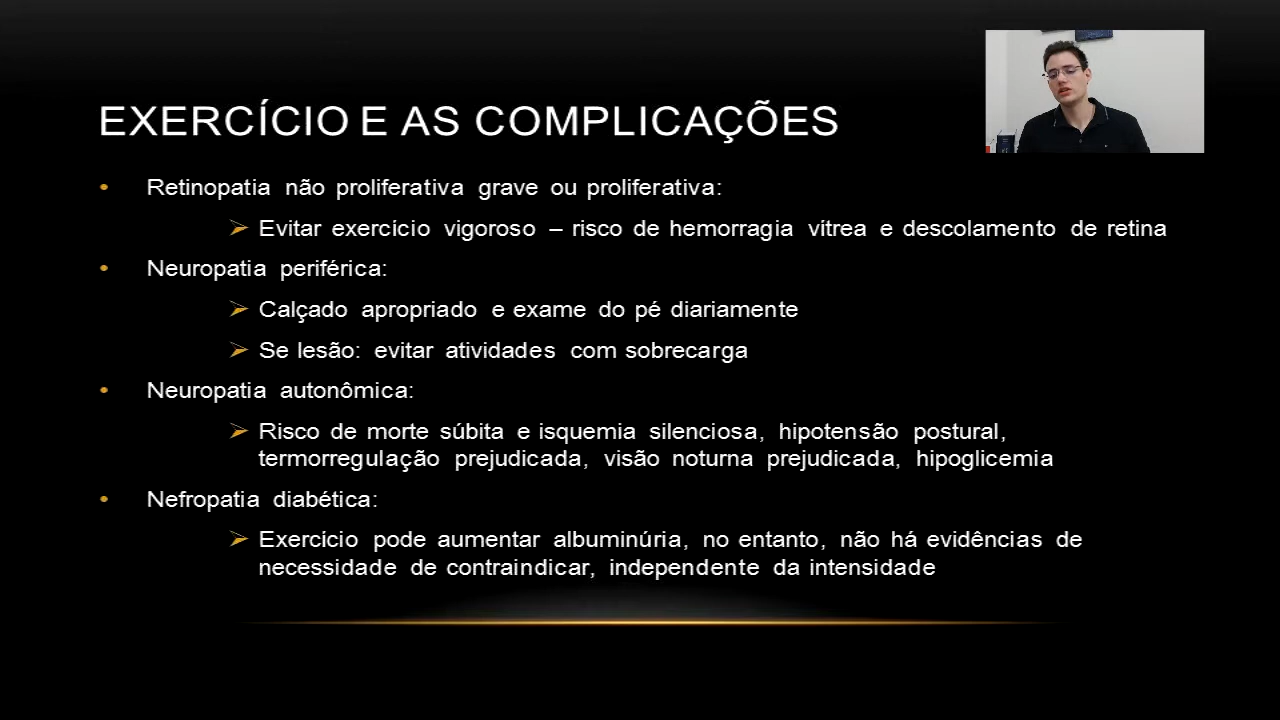 EXERCÍCIO E AS COMPLICAÇÕES
• Retinopatia não proliferativa grave ou proliferativa:
➢ Evitar exercício vigoroso – risco de hemorragia vítrea e descolamento de retina
• Neuropatia periférica:
➢ Calçado apropriado e exame do pé diariamente
➢ Se lesão: evitar atividades com sobrecarga
• Neuropatia autonômica:
➢ Risco de morte súbita e isquemia silenciosa, hipotensão postural,
termorregulação prejudicada, visão noturna prejudicada, hipoglicemia
• Nefropatia diabética:
➢ Exercício pode aumentar albuminúria, no entanto, não há evidências de
necessidade de contraindicar, independente da intensidade